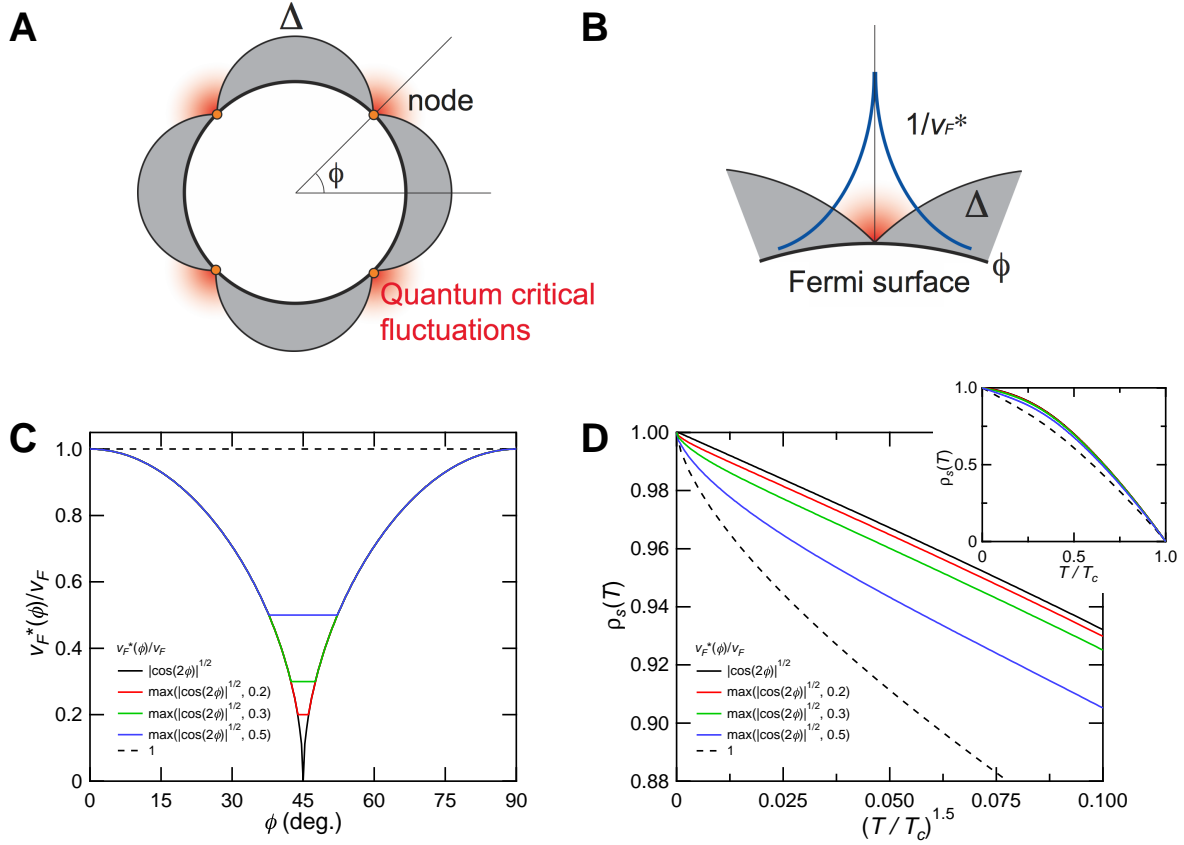 A
Δ
node
ϕ
Quantum critical
fluctuations
B
1/vF*
Δ
ϕ
Fermi surface
C
vF*(ϕ)/vF
1.0
0.8
0.6
0.4
0.2
0
0
15
30
45
60
75
90
ϕ (deg.)
vF*(ϕ)/vF
|cos(2ϕ)|^1/2
max(|cos(2ϕ)|^1/2, 0.2)
max(|cos(2ϕ)|^1/2, 0.3)
max(|cos(2ϕ)|^1/2, 0.5)
1
D
ρs(T)
1.00
0.98
0.96
0.94
0.92
0.90
0.88
0
0.025
0.050
0.075
0.100
(T / Tc)^1.5
vF*(ϕ)/vF
|cos(2ϕ)|^1/2
max(|cos(2ϕ)|^1/2, 0.2)
max(|cos(2ϕ)|^1/2, 0.3)
max(|cos(2ϕ)|^1/2, 0.5)
1
ρs(T)
1.0
0.5
0
0
0.5
1.0
T / Tc